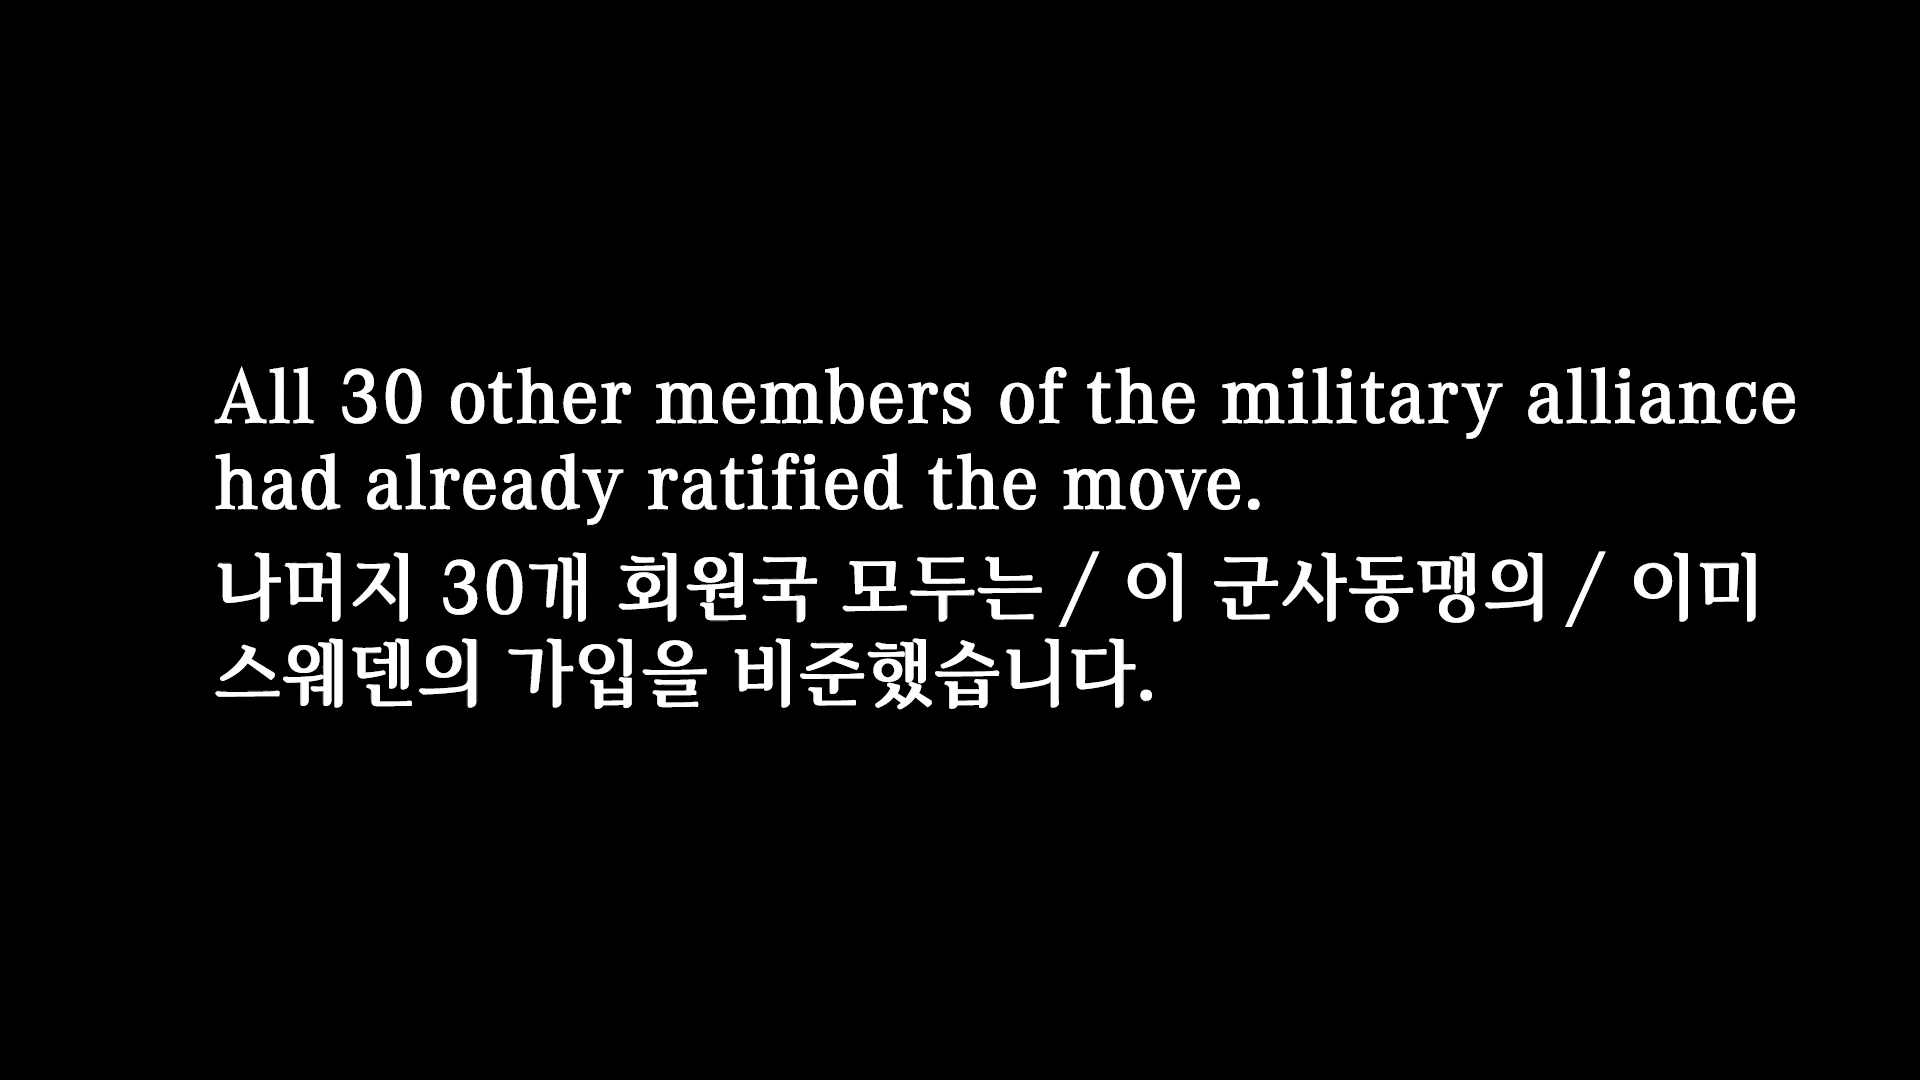 All 30 other members of the military alliance
had already ratified the move.
나머지 30개 회원국 모두는 / 이 군사동맹의 / 이미
스웨덴의 가입을 비준했습니다.